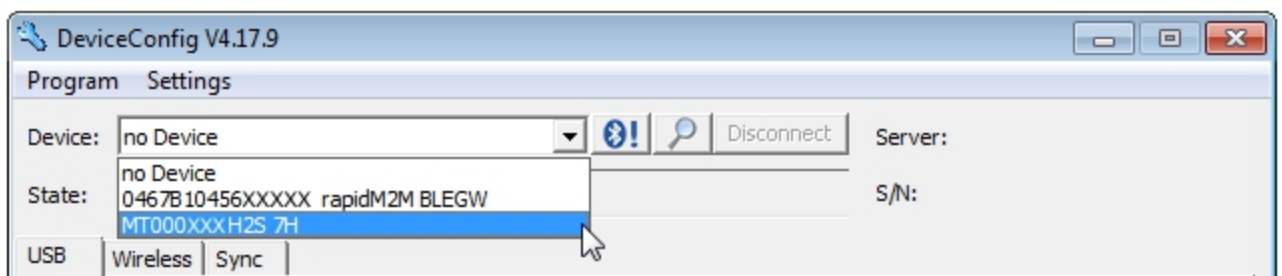 DeviceConfig V4.17.9
Program Settings
Device: no Device Disconnect Server:
no Device
State: 0467B10456XXXXX rapidM2M BLEGW S/N:
MT000XXXH2S 7H
USB Wireless Sync